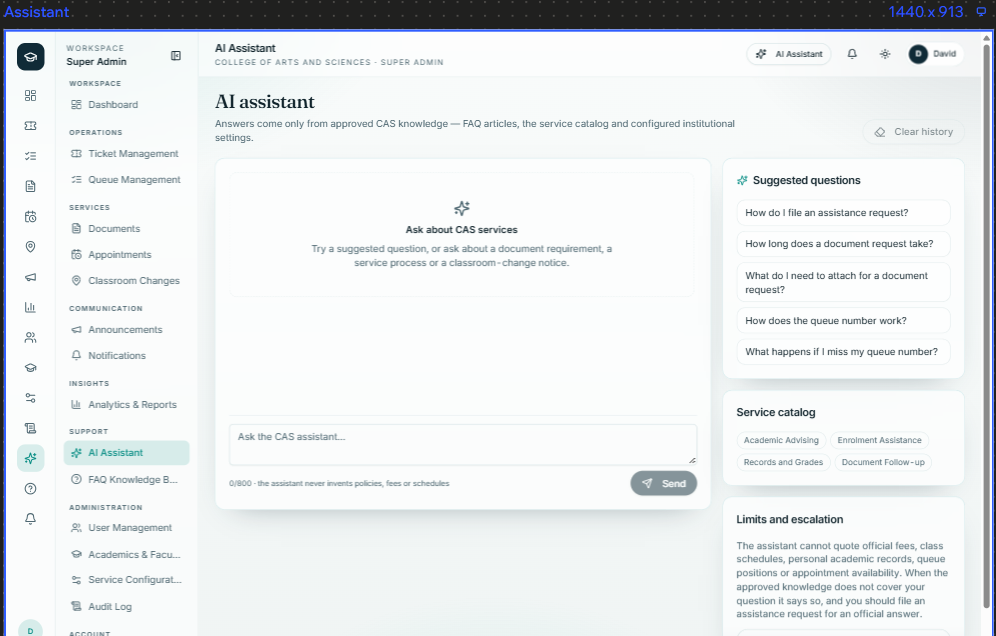 Assistant
1440 x 913
WORKSPACE
Super Admin
WORKSPACE
Dashboard
OPERATIONS
Ticket Management
Queue Management
SERVICES
Documents
Appointments
Classroom Changes
COMMUNICATION
Announcements
Notifications
INSIGHTS
Analytics & Reports
SUPPORT
AI Assistant
FAQ Knowledge B...
ADMINISTRATION
User Management
Academics & Facu...
Service Configurat...
Audit Log
ACCOUNT
D
AI Assistant
COLLEGE OF ARTS AND SCIENCES · SUPER ADMIN
AI Assistant
D
David
AI assistant
Answers come only from approved CAS knowledge — FAQ articles, the service catalog and configured institutional
settings.
Clear history
Ask about CAS services
Try a suggested question, or ask about a document requirement, a
service process or a classroom-change notice.
Ask the CAS assistant...
0/800 · the assistant never invents policies, fees or schedules
Send
Suggested questions
How do I file an assistance request?
How long does a document request take?
What do I need to attach for a document
request?
How does the queue number work?
What happens if I miss my queue number?
Service catalog
Academic Advising
Enrolment Assistance
Records and Grades
Document Follow-up
Limits and escalation
The assistant cannot quote official fees, class
schedules, personal academic records, queue
positions or appointment availability. When the
approved knowledge does not cover your
question it says so, and you should file an
assistance request for an official answer.